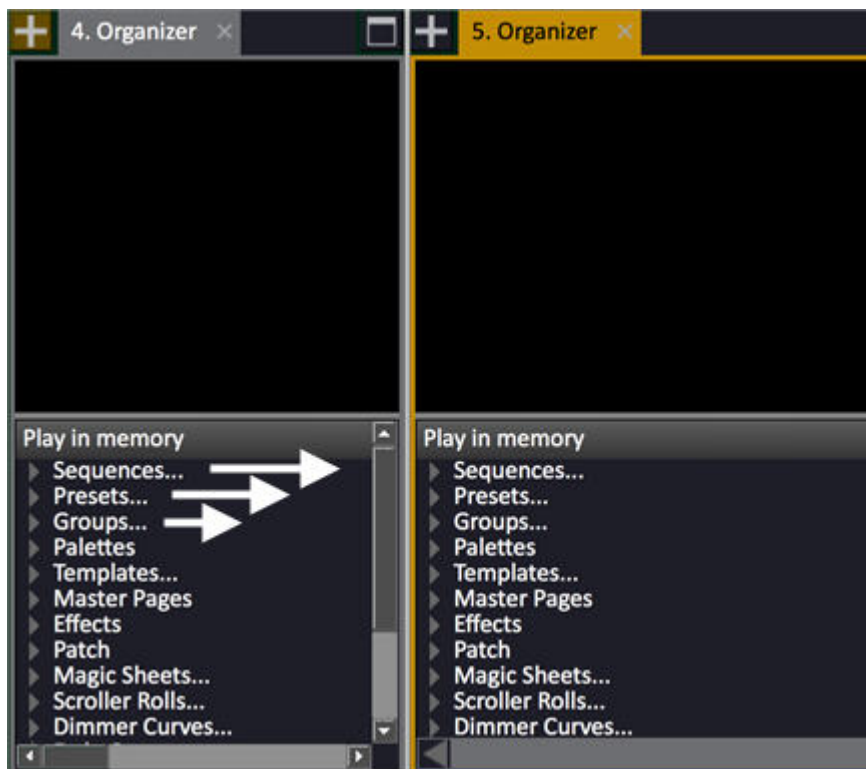 4. Organizer
5. Organizer
Play in memory
Sequences...
Presets...
Groups...
Palettes
Templates...
Master Pages
Effects
Patch
Magic Sheets...
Scroller Rolls...
Dimmer Curves...
Play in memory
Sequences...
Presets...
Groups...
Palettes
Templates...
Master Pages
Effects
Patch
Magic Sheets...
Scroller Rolls...
Dimmer Curves...